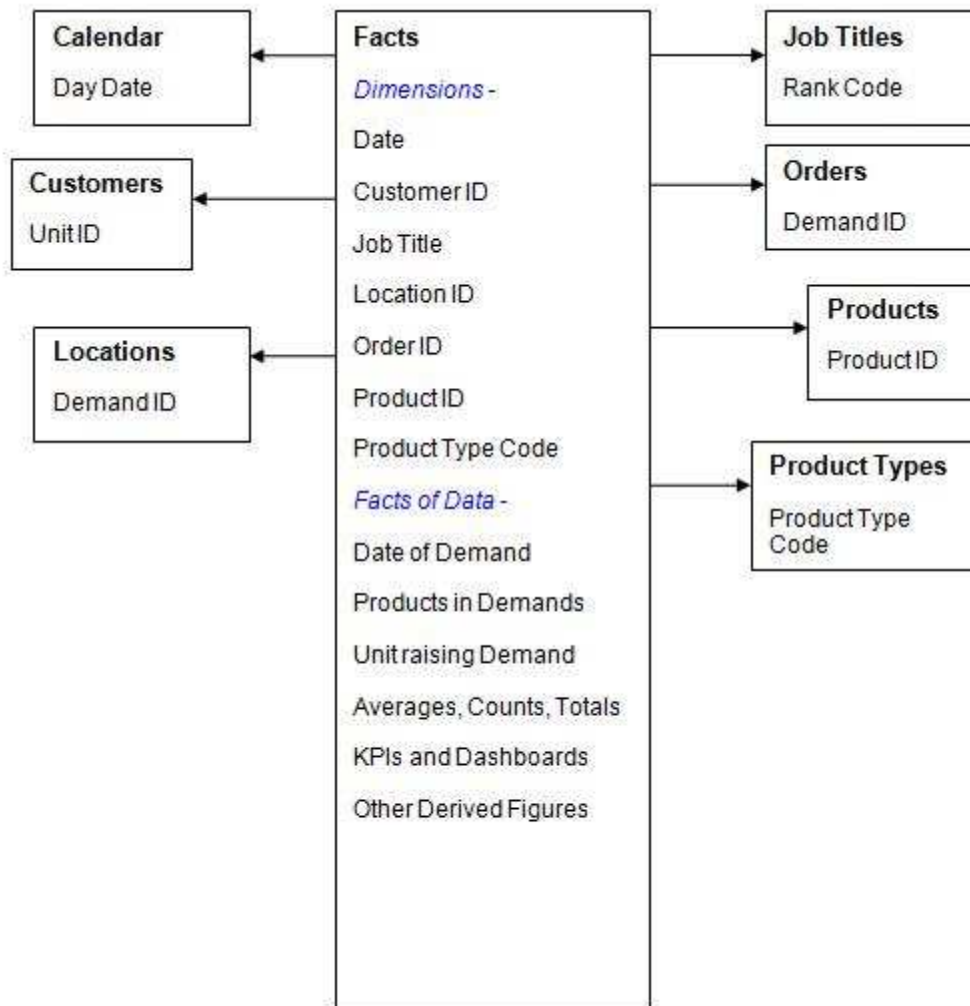 Calendar
Day Date
Customers
Unit ID
Locations
Demand ID
Facts
Dimensions -
Date
Customer ID
Job Title
Location ID
Order ID
Product ID
Product Type Code
Facts of Data -
Date of Demand
Products in Demands
Unit raising Demand
Averages, Counts, Totals
KPIs and Dashboards
Other Derived Figures
Job Titles
Rank Code
Orders
Demand ID
Products
Product ID
Product Types
Product Type
Code